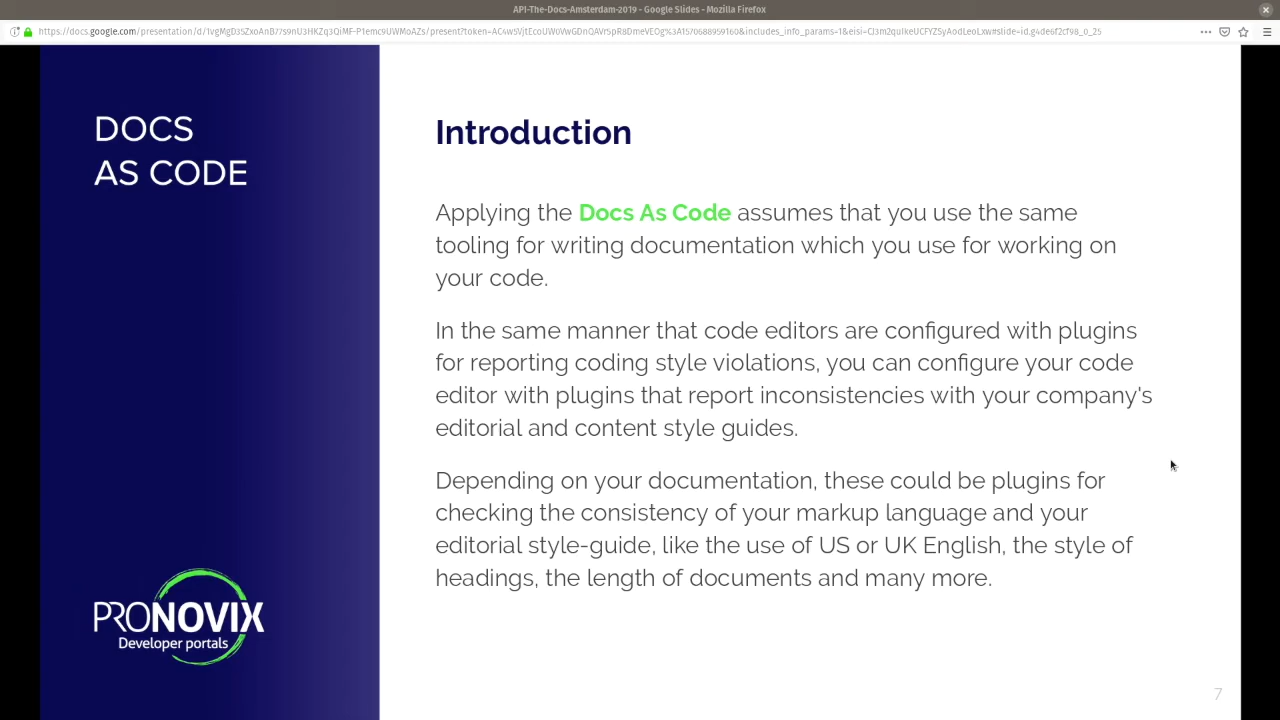 API-The-Docs-Amsterdam-2019 - Google Slides - Mozilla Firefox
DOCS
AS CODE
Introduction
Applying the Docs As Code assumes that you use the same
tooling for writing documentation which you use for working on
your code.
In the same manner that code editors are configured with plugins
for reporting coding style violations, you can configure your code
editor with plugins that report inconsistencies with your company's
editorial and content style guides.
Depending on your documentation, these could be plugins for
checking the consistency of your markup language and your
editorial style-guide, like the use of US or UK English, the style of
headings, the length of documents and many more.
PRONOVIX
Developer portals
7